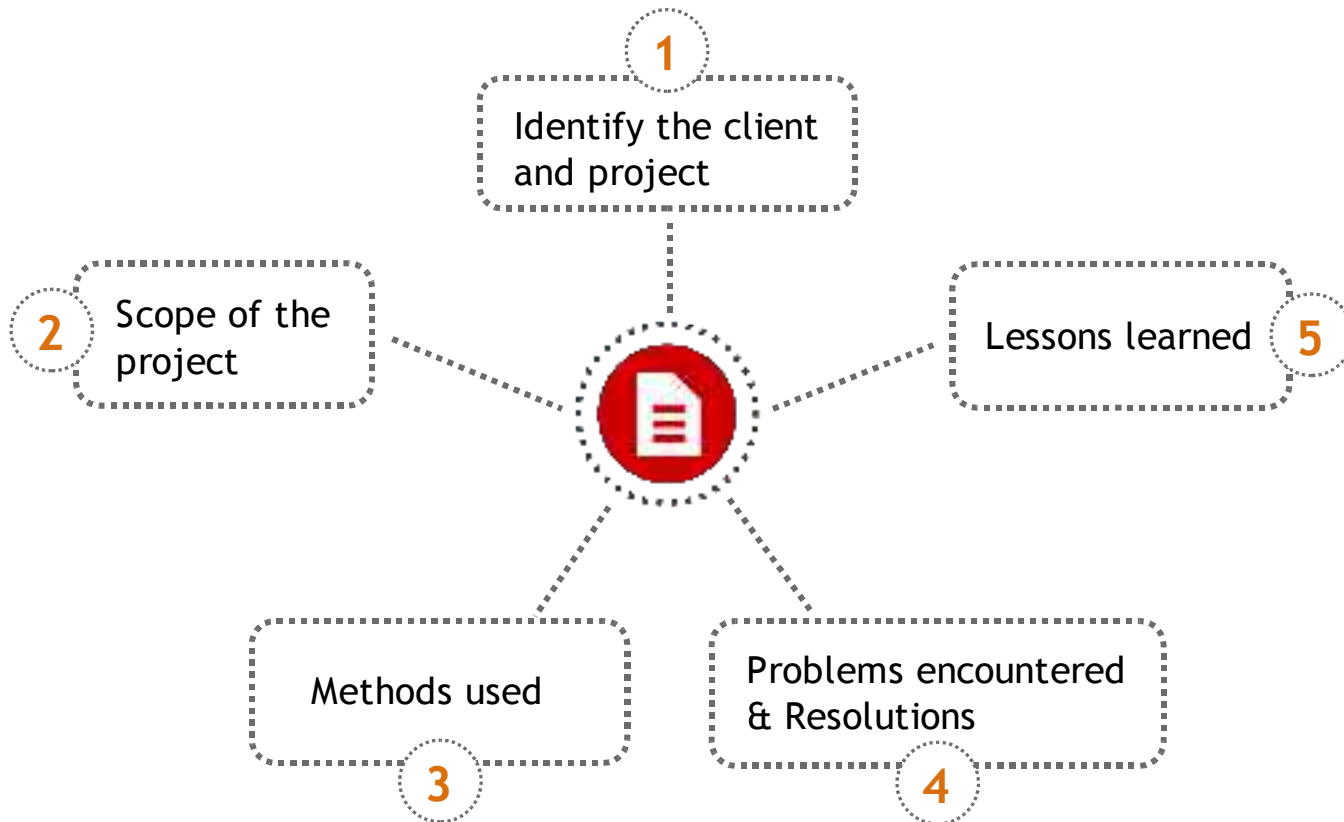 1
Identify the client
and project
2
Scope of the
project
3
Methods used
4
Problems encountered
& Resolutions
5
Lessons learned